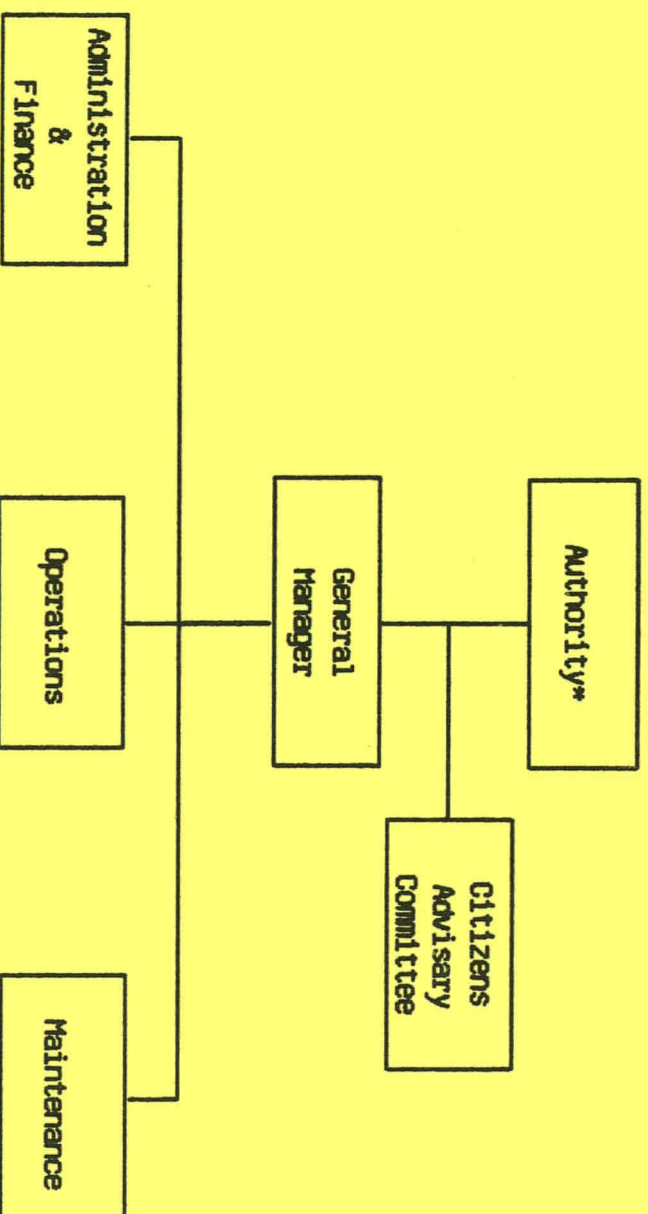 Authority*
Citizens
Advisary
Committee
General
Manager
Administration
&
Finance
Operations
Maintenance